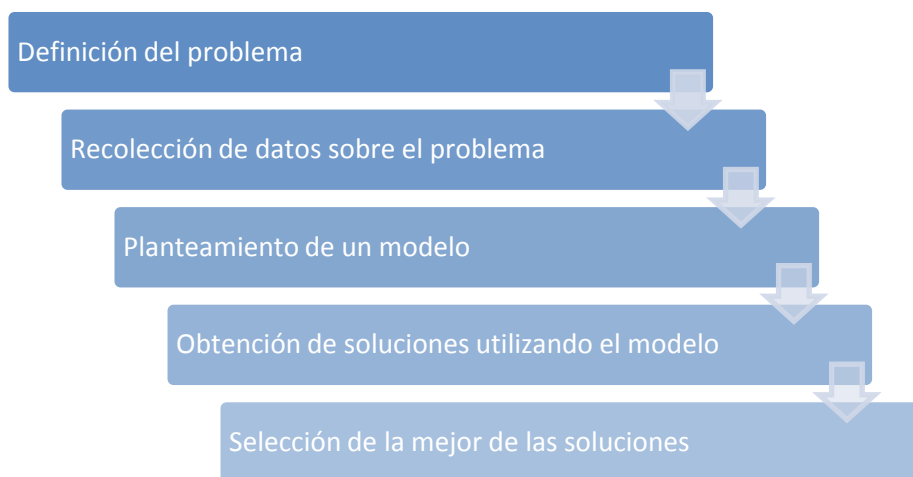 Definición del problema
Recolección de datos sobre el problema
Planteamiento de un modelo
Obtención de soluciones utilizando el modelo
Selección de la mejor de las soluciones